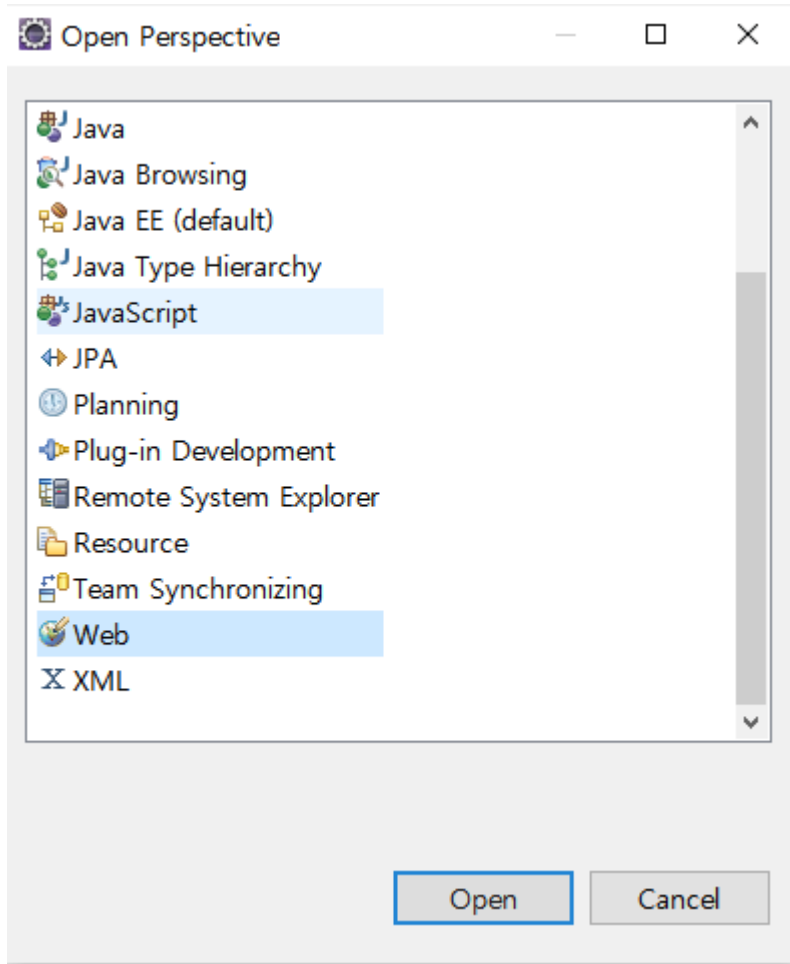 Open Perspective
Java
Java Browsing
Java EE (default)
Java Type Hierarchy
JavaScript
JPA
Planning
Plug-in Development
Remote System Explorer
Resource
Team Synchronizing
Web
XML
Open
Cancel